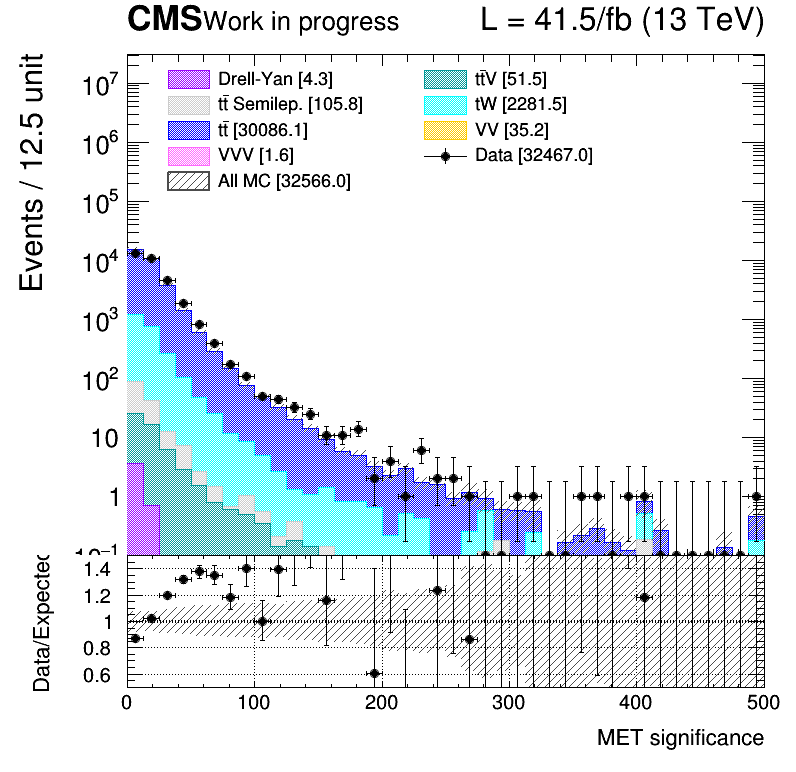 CMS Work in progress L = 41.5/fb (13 TeV)
Events / 12.5 unit
Drell-Yan [4.3]
tt̄ Semilep. [105.8]
tt̄ [30086.1]
VVV [1.6]
All MC [32566.0]
tt̄V [51.5]
tW [2281.5]
VV [35.2]
Data [32467.0]
10⁷
10⁶
10⁵
10⁴
10³
10²
10
1
10⁻¹
Data/Expected
1.4
1.2
1
0.8
0.6
0 100 200 300 400 500
MET significance